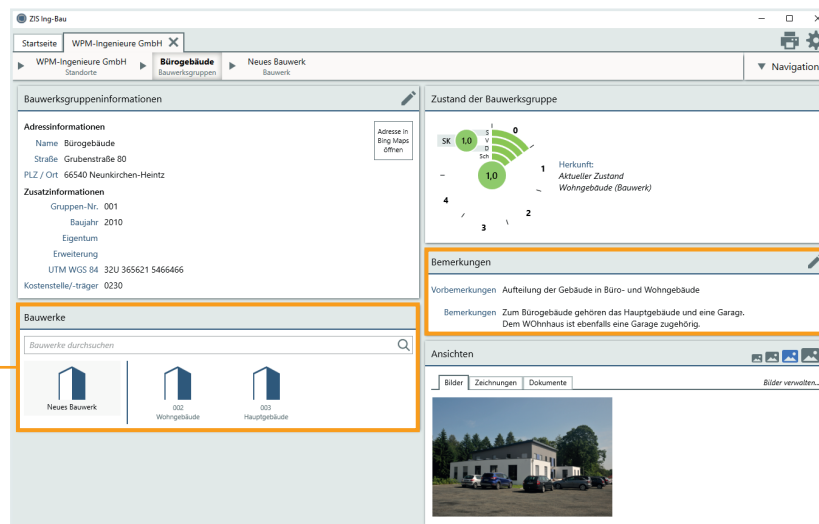 ZIS Ing-Bau
Startseite WPM-Ingenieure GmbH
WPM-Ingenieure GmbH Bürogebäude Neues Bauwerk Navigation
Standorte Bauwerksgruppen Bauwerk
Bauwerksgruppeninformationen
Adressinformationen
Name Bürogebäude
Straße Grubenstraße 80
PLZ / Ort 66540 Neunkirchen-Heintz
Adresse in
Bing Maps
öffnen
Zusatzinformationen
Gruppen-Nr. 001
Baujahr 2010
Eigentum
Erweiterung
UTM WGS 84 32U 365621 5466466
Kostenstelle/-träger 0230
Bauwerke
Bauwerke durchsuchen
Neues Bauwerk
002
Wohngebäude
003
Hauptgebäude
Zustand der Bauwerksgruppe
SK 1,0
S
V
D
Sch
1,0
0
1
2
3
4
Herkunft:
Aktueller Zustand
Wohngebäude (Bauwerk)
Bemerkungen
Vorbemerkungen Aufteilung der Gebäude in Büro- und Wohngebäude
Bemerkungen Zum Bürogebäude gehören das Hauptgebäude und eine Garage.
Dem WOhnhaus ist ebenfalls eine Garage zugehörig.
Ansichten
Bilder Zeichnungen Dokumente Bilder verwalten...